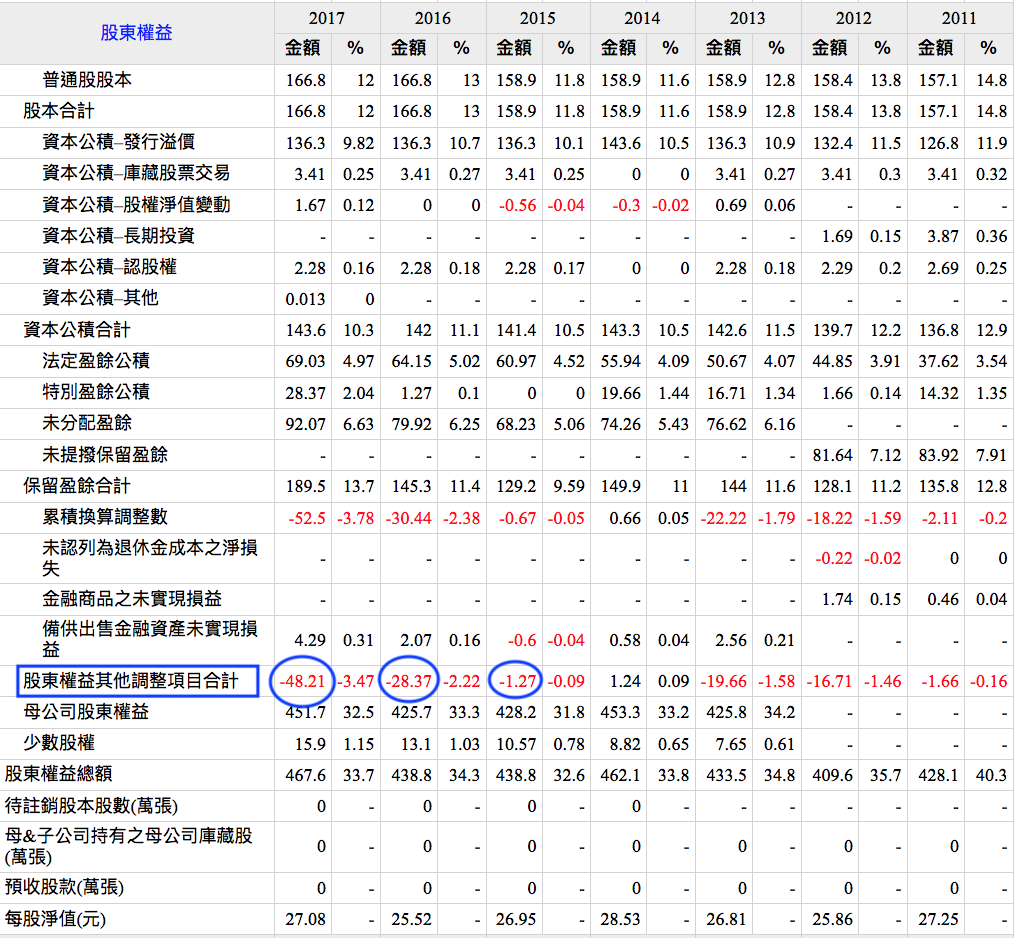 股東權益 2017 2016 2015 2014 2013 2012 2011
金額 % 金額 % 金額 % 金額 % 金額 % 金額 % 金額 %
普通股股本 166.8 12 166.8 13 158.9 11.8 158.9 11.6 158.9 12.8 158.4 13.8 157.1 14.8
股本合計 166.8 12 166.8 13 158.9 11.8 158.9 11.6 158.9 12.8 158.4 13.8 157.1 14.8
資本公積–發行溢價 136.3 9.82 136.3 10.7 136.3 10.1 143.6 10.5 136.3 10.9 132.4 11.5 126.8 11.9
資本公積–庫藏股票交易 3.41 0.25 3.41 0.27 3.41 0.25 0 0 3.41 0.27 3.41 0.3 3.41 0.32
資本公積–股權淨值變動 1.67 0.12 0 0 -0.56 -0.04 -0.3 -0.02 0.69 0.06 - - - -
資本公積–長期投資 - - - - - - - - - - 1.69 0.15 3.87 0.36
資本公積–認股權 2.28 0.16 2.28 0.18 2.28 0.17 0 0 2.28 0.18 2.29 0.2 2.69 0.25
資本公積–其他 0.013 0 - - - - - - - - - - - -
資本公積合計 143.6 10.3 142 11.1 141.4 10.5 143.3 10.5 142.6 11.5 139.7 12.2 136.8 12.9
法定盈餘公積 69.03 4.97 64.15 5.02 60.97 4.52 55.94 4.09 50.67 4.07 44.85 3.91 37.62 3.54
特別盈餘公積 28.37 2.04 1.27 0.1 0 0 19.66 1.44 16.71 1.34 1.66 0.14 14.32 1.35
未分配盈餘 92.07 6.63 79.92 6.25 68.23 5.06 74.26 5.43 76.62 6.16 - - - -
未提撥保留盈餘 - - - - - - - - - - 81.64 7.12 83.92 7.91
保留盈餘合計 189.5 13.7 145.3 11.4 129.2 9.59 149.9 11 144 11.6 128.1 11.2 135.8 12.8
累積換算調整數 -52.5 -3.78 -30.44 -2.38 -0.67 -0.05 0.66 0.05 -22.22 -1.79 -18.22 -1.59 -2.11 -0.2
未認列為退休金成本之淨損
失 - - - - - - - - - - -0.22 -0.02 0 0
金融商品之未實現損益 - - - - - - - - - - 1.74 0.15 0.46 0.04
備供出售金融資產未實現損
益 4.29 0.31 2.07 0.16 -0.6 -0.04 0.58 0.04 2.56 0.21 - - - -
股東權益其他調整項目合計 -48.21 -3.47 -28.37 -2.22 -1.27 -0.09 1.24 0.09 -19.66 -1.58 -16.71 -1.46 -1.66 -0.16
母公司股東權益 451.7 32.5 425.7 33.3 428.2 31.8 453.3 33.2 425.8 34.2 - - - -
少數股權 15.9 1.15 13.1 1.03 10.57 0.78 8.82 0.65 7.65 0.61 - - - -
股東權益總額 467.6 33.7 438.8 34.3 438.8 32.6 462.1 33.8 433.5 34.8 409.6 35.7 428.1 40.3
待註銷股本股數(萬張) 0 - 0 - 0 - 0 - - - - - - -
母&子公司持有之母公司庫藏股
(萬張) 0 - 0 - 0 - 0 - 0 - 0 - 0 -
預收股款(萬張) 0 - 0 - 0 - 0 - 0 - 0 - 0 -
每股淨值(元) 27.08 - 25.52 - 26.95 - 28.53 - 26.81 - 25.86 - 27.25 -